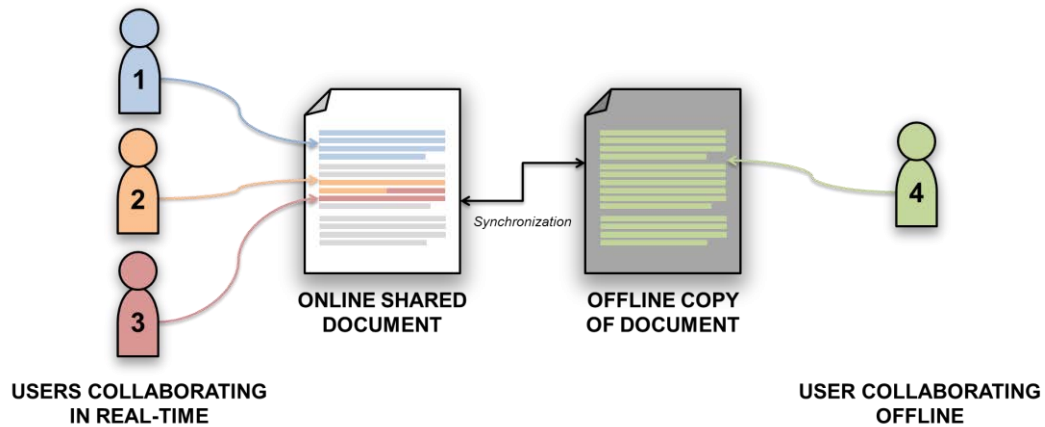 1
2
3
4
Synchronization
ONLINE SHARED
DOCUMENT
OFFLINE COPY
OF DOCUMENT
USERS COLLABORATING
IN REAL-TIME
USER COLLABORATING
OFFLINE